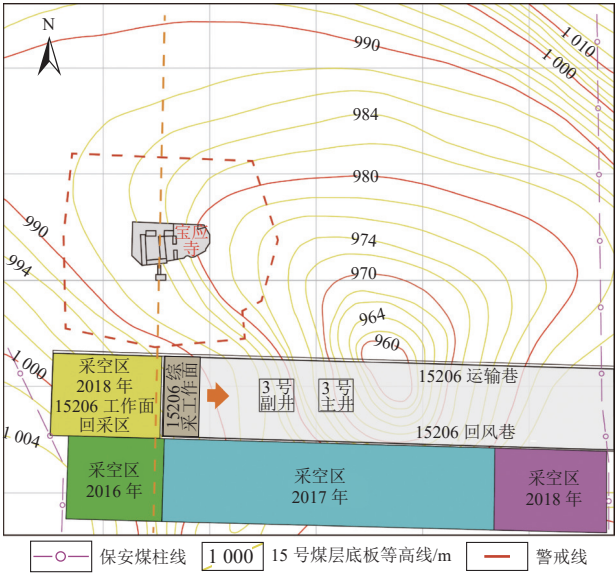 N
990
1 010
1 000
984
980
宝应
寺
990
974
994
970
964
960
1 000
采空区
2018 年
15206 工作面
回采区
15206 综
采工作面
3 号
副井
3 号
主井
15206 运输巷
15206 回风巷
1 004
采空区
2016 年
采空区
2017 年
采空区
2018 年
保安煤柱线
1 000
15 号煤层底板等高线/m
警戒线